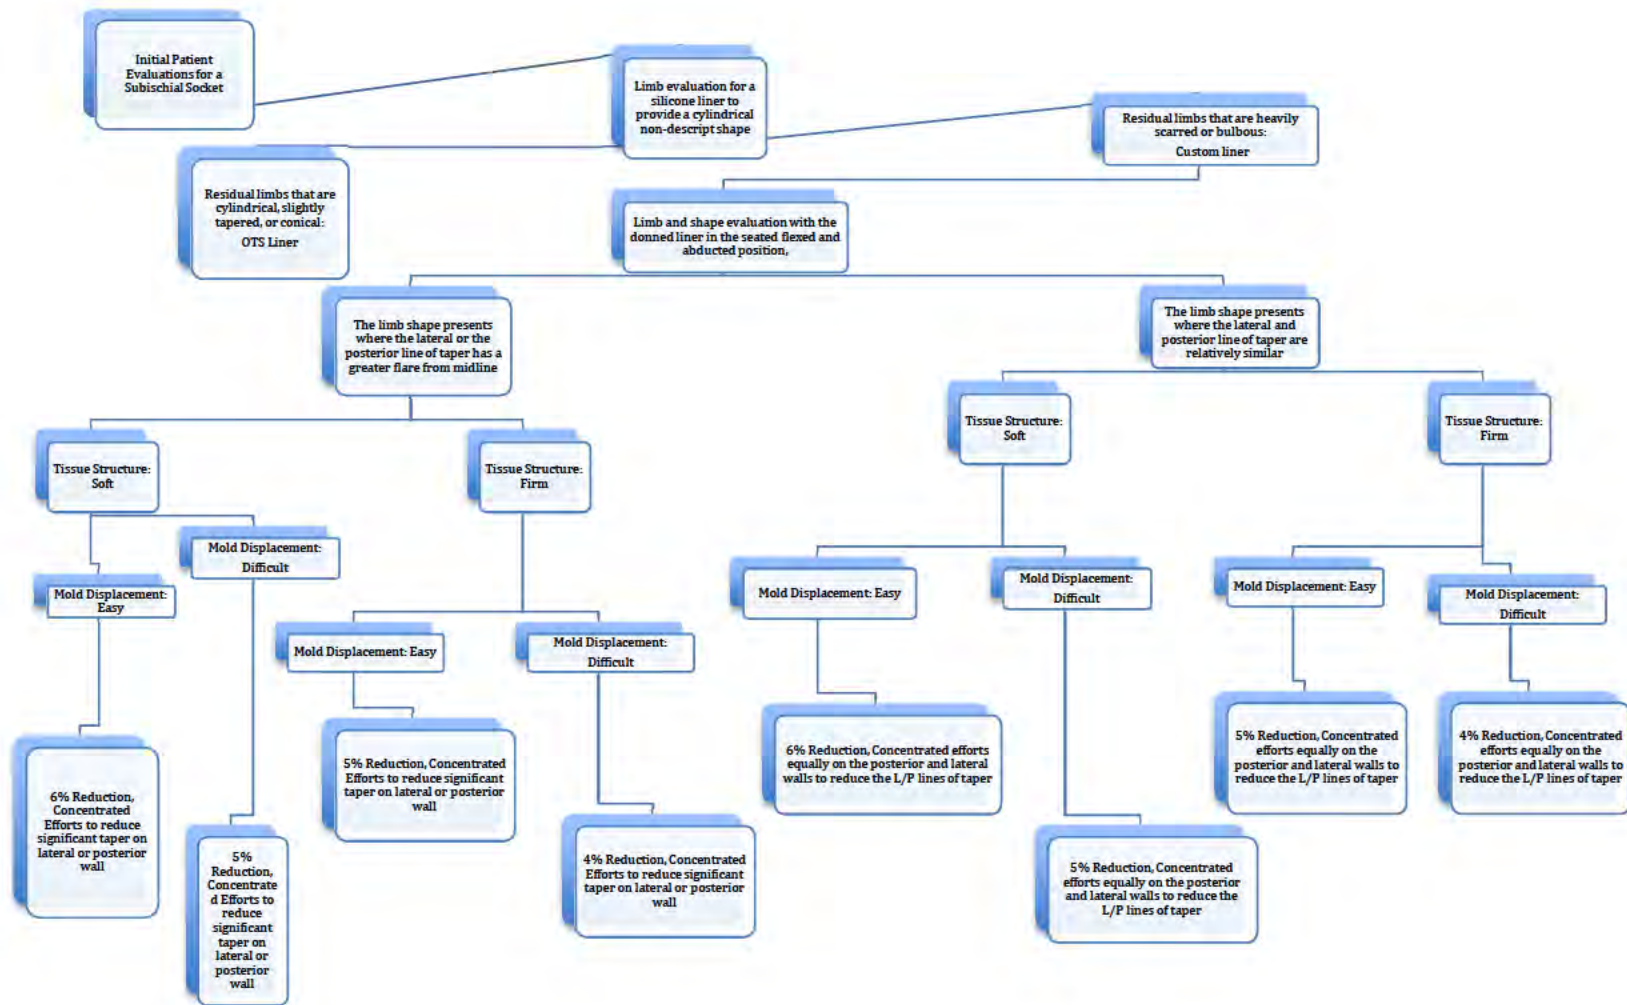 Initial Patient
Evaluations for a
Subischial Socket
Limb evaluation for a
silicone liner to
provide a cylindrical
non-descript shape
Residual limbs that are heavily
scarred or bulbous:
Custom liner
Residual limbs that are
cylindrical, slightly
tapered, or conical:
OTS Liner
Limb and shape evaluation with the
donned liner in the seated flexed and
abducted position,
The limb shape presents
where the lateral or the
posterior line of taper has a
greater flare from midline
The limb shape presents
where the lateral and
posterior line of taper are
relatively similar
Tissue Structure:
Soft
Tissue Structure:
Firm
Tissue Structure:
Soft
Tissue Structure:
Firm
Mold Displacement:
Easy
Mold Displacement:
Difficult
Mold Displacement: Easy
Mold Displacement:
Difficult
Mold Displacement: Easy
Mold Displacement:
Difficult
Mold Displacement: Easy
Mold Displacement:
Difficult
6% Reduction,
Concentrated
Efforts to reduce
significant taper on
lateral or posterior
wall
5%
Reduction,
Concentrate
d Efforts to
reduce
significant
taper on
lateral or
posterior
wall
5% Reduction, Concentrated
Efforts to reduce significant
taper on lateral or posterior
wall
4% Reduction, Concentrated
Efforts to reduce significant
taper on lateral or posterior
wall
6% Reduction, Concentrated efforts
equally on the posterior and lateral
walls to reduce the L/P lines of taper
5% Reduction, Concentrated
efforts equally on the posterior
and lateral walls to reduce the
L/P lines of taper
5% Reduction, Concentrated
efforts equally on the
posterior and lateral walls to
reduce the L/P lines of taper
4% Reduction, Concentrated
efforts equally on the
posterior and lateral walls to
reduce the L/P lines of taper